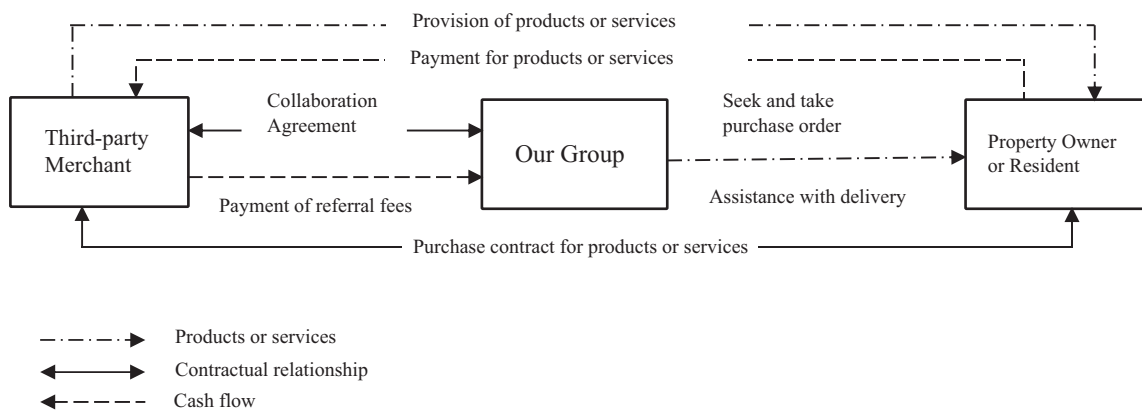 Provision of products or services
Payment for products or services
Collaboration
Agreement
Seek and take
purchase order
Third-party
Merchant
Our Group
Property Owner
or Resident
Payment of referral fees
Assistance with delivery
Purchase contract for products or services
Products or services
Contractual relationship
Cash flow